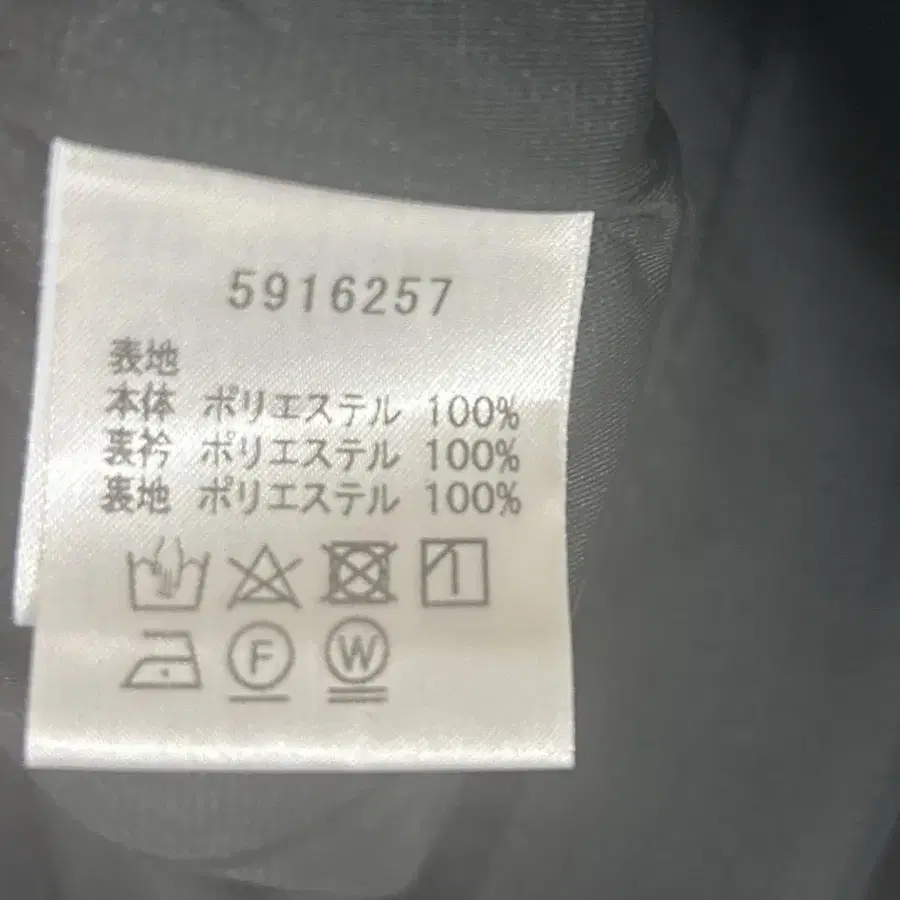 5916257
表地
本体 ポリエステル 100%
裏衿 ポリエステル 100%
裏地 ポリエステル 100%
F
W